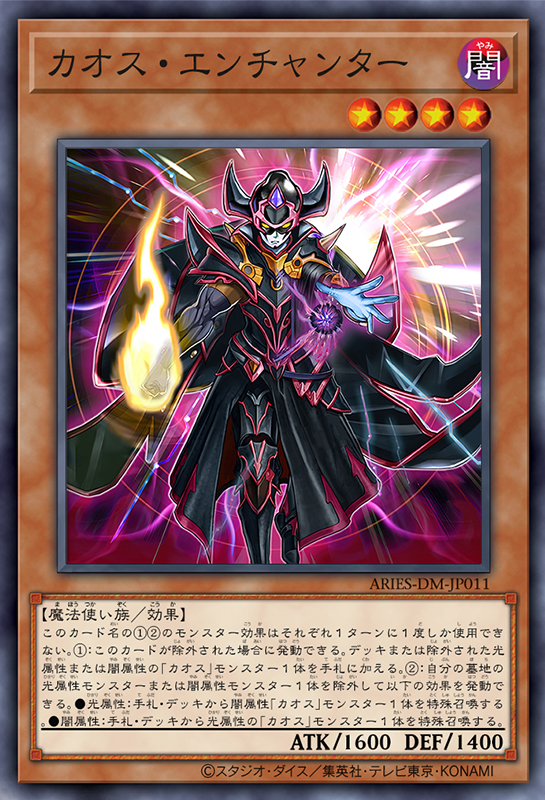 カオス・エンチャンター
やみ
闇
ARIES-DM-JP011
【魔法使い族／効果】
このカード名の①②のモンスター効果はそれぞれ１ターンに１度しか使用でき
ない。①：このカードが除外された場合に発動できる。デッキまたは除外された光
属性または闇属性の「カオス」モンスター１体を手札に加える。②：自分の墓地の
光属性モンスターまたは闇属性モンスター１体を除外して以下の効果を発動で
きる。●光属性：手札・デッキから闇属性「カオス」モンスター１体を特殊召喚する。
●闇属性：手札・デッキから光属性の「カオス」モンスター１体を特殊召喚する。
ATK/1600 DEF/1400
©スタジオ・ダイス／集英社・テレビ東京・KONAMI